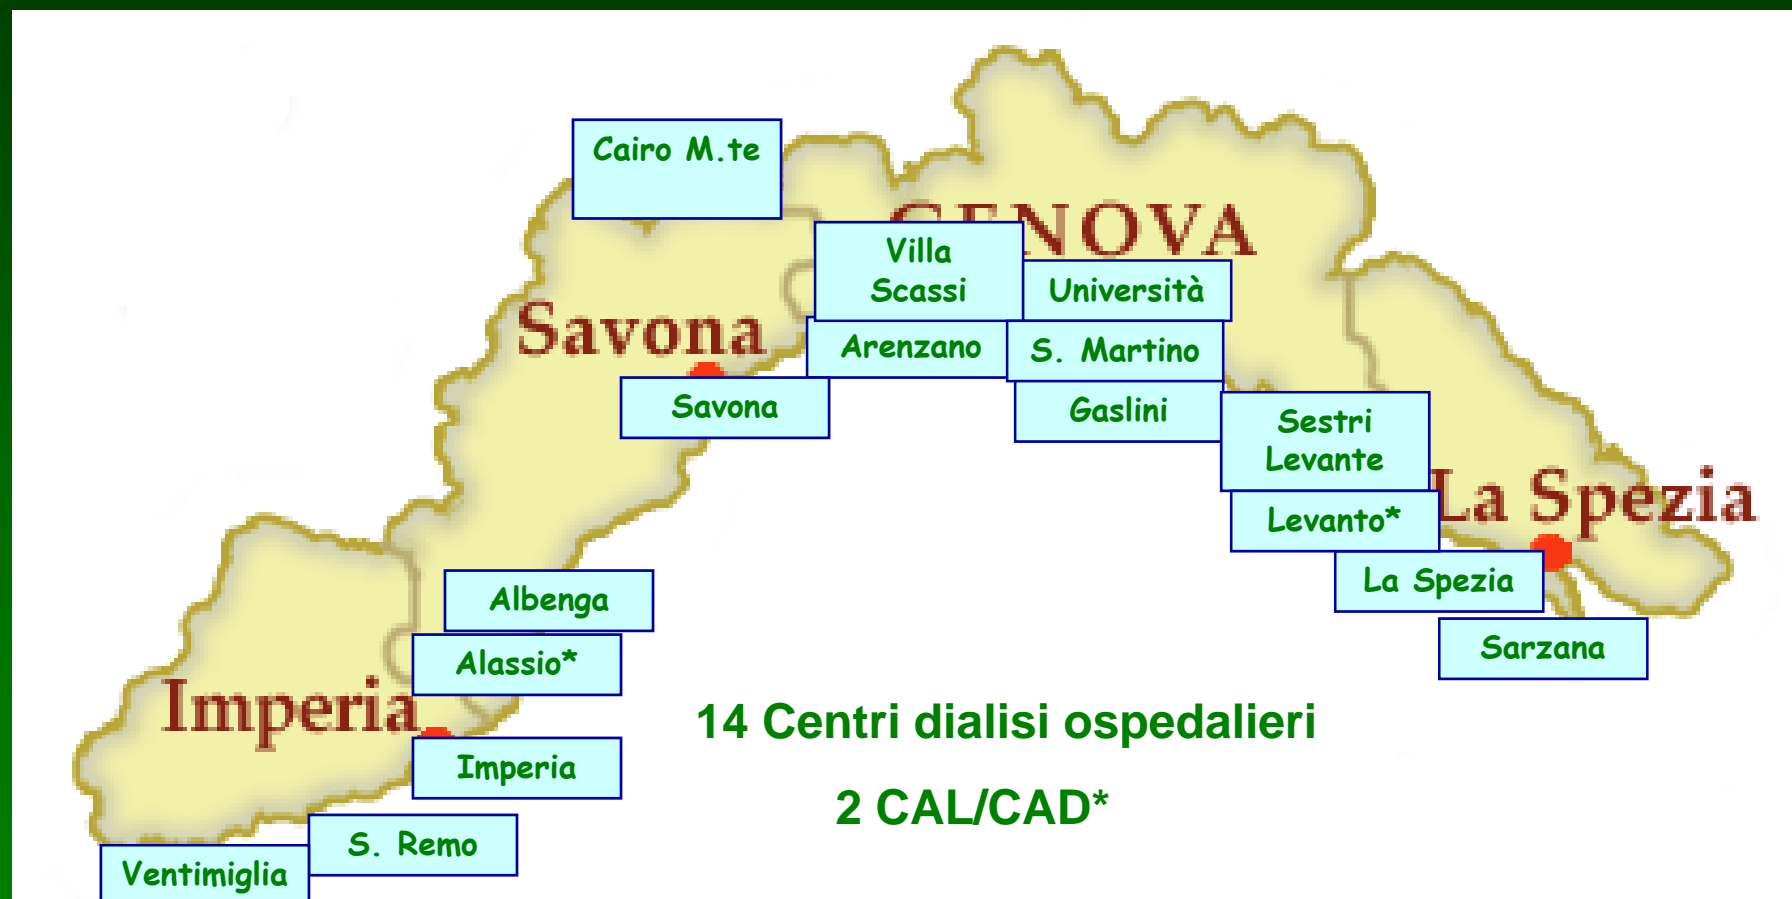 Cairo M.te
GENOVA
Villa
Scassi
Università
Savona
Arenzano
S. Martino
Savona
Gaslini
Sestri
Levante
La Spezia
Levanto*
La Spezia
Albenga
Sarzana
Alassio*
Imperia
14 Centri dialisi ospedalieri
Imperia
2 CAL/CAD*
S. Remo
Ventimiglia